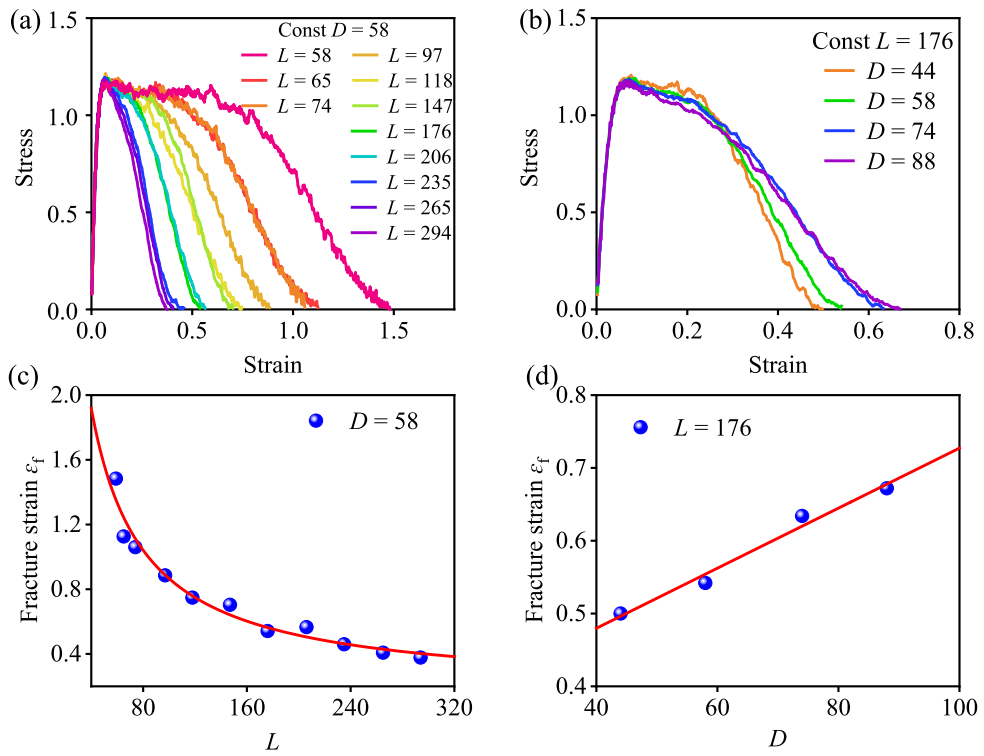 (a)
Const D = 58
L = 58
L = 65
L = 74
L = 97
L = 118
L = 147
L = 176
L = 206
L = 235
L = 265
L = 294
1.5
1.0
0.5
0.0
Stress
0.0 0.5 1.0 1.5
Strain
(b)
Const L = 176
D = 44
D = 58
D = 74
D = 88
1.5
1.0
0.5
0.0
Stress
0.0 0.2 0.4 0.6 0.8
Strain
(c)
D = 58
2.0
1.6
1.2
0.8
0.4
Fracture strain εf
80 160 240 320
L
(d)
L = 176
0.8
0.7
0.6
0.5
0.4
Fracture strain εf
40 60 80 100
D